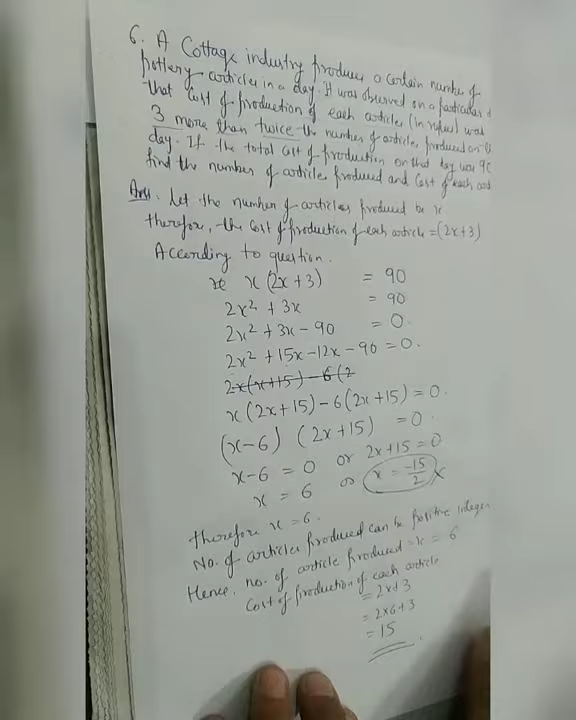 6. A Cottage industry produces a certain number of
pottery articles in a day. It was observed on a particular d
that cost of production of each article (in rupees) was
3 more than twice the number of articles produced on
day. If the total cost of production on that day was 90
find the number of article produced and cost of each
Ans. Let the number of articles produced be x
therefore, the cost of production of each article = (2x+3)
According to question.
x (2x+3) = 90
2x² + 3x = 90
2x² + 3x - 90 = 0.
2x² + 15x - 12x - 90 = 0.
2x(x+15) - 6(2
x(2x+15) - 6(2x+15) = 0.
(x-6) (2x+15) = 0.
x-6 = 0 or 2x+15 = 0
x = 6 or x = -15/2 X
therefore x = 6.
No. of articles produced can be positive integer
Hence, no. of article produced = x = 6
Cost of production of each article
= 2x+3
= 2×6+3
= 15